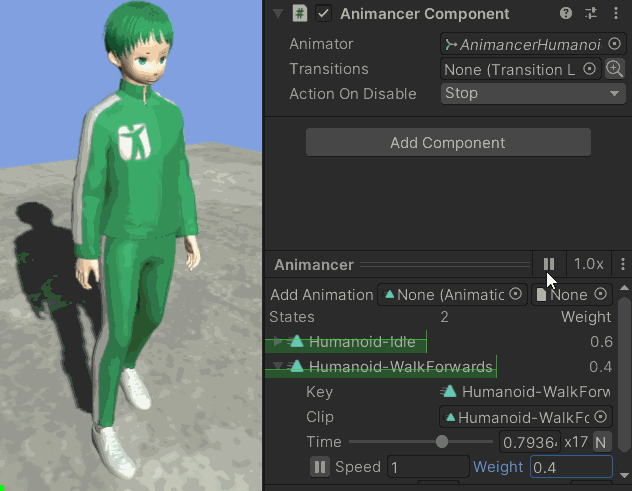 # Animancer Component
Animator AnimancerHumanoi
Transitions None (Transition L
Action On Disable Stop
Add Component
Animancer 1.0x
Add Animation None (Animatic None
States 2 Weight
Humanoid-Idle 0.6
Humanoid-WalkForwards 0.4
Key Humanoid-WalkForw
Clip Humanoid-WalkFo
Time 0.7936 x17 N
Speed 1 Weight 0.4